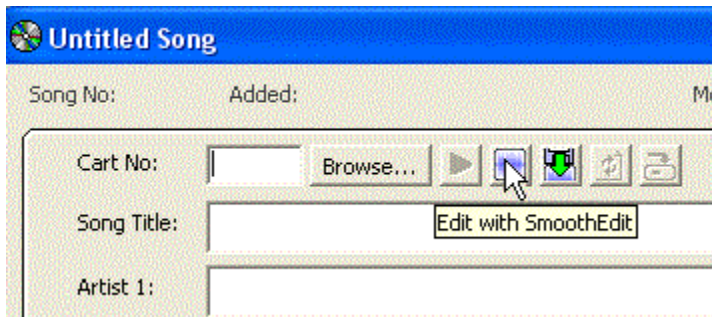 Untitled Song
Song No: Added:
Cart No: Browse...
Edit with SmoothEdit
Song Title:
Artist 1: